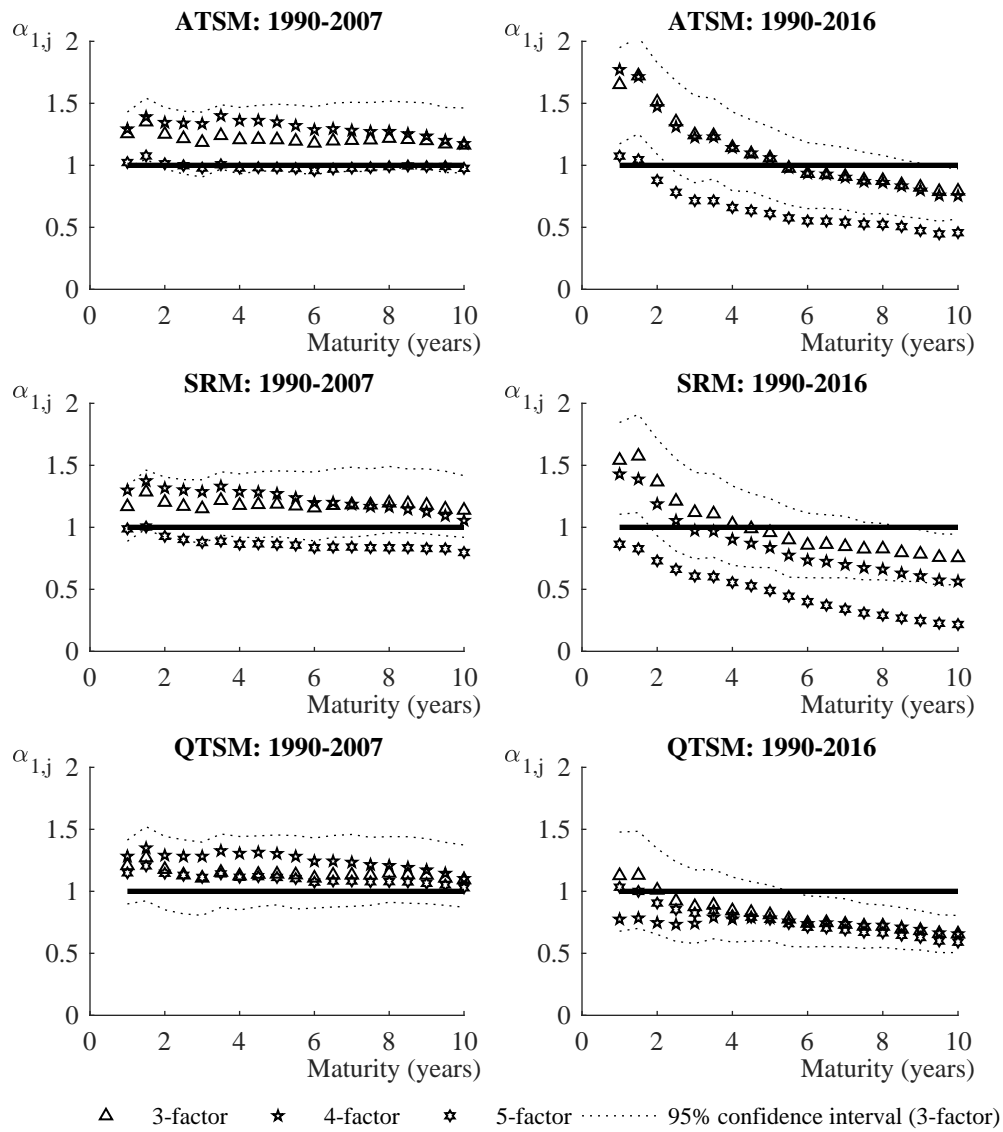 ATSM: 1990-2007
α1,j
2
1.5
1
0.5
0
0 2 4 6 8 10
Maturity (years)
ATSM: 1990-2016
α1,j
2
1.5
1
0.5
0
0 2 4 6 8 10
Maturity (years)
SRM: 1990-2007
α1,j
2
1.5
1
0.5
0
0 2 4 6 8 10
Maturity (years)
SRM: 1990-2016
α1,j
2
1.5
1
0.5
0
0 2 4 6 8 10
Maturity (years)
QTSM: 1990-2007
α1,j
2
1.5
1
0.5
0
0 2 4 6 8 10
Maturity (years)
QTSM: 1990-2016
α1,j
2
1.5
1
0.5
0
0 2 4 6 8 10
Maturity (years)
3-factor 4-factor 5-factor 95% confidence interval (3-factor)